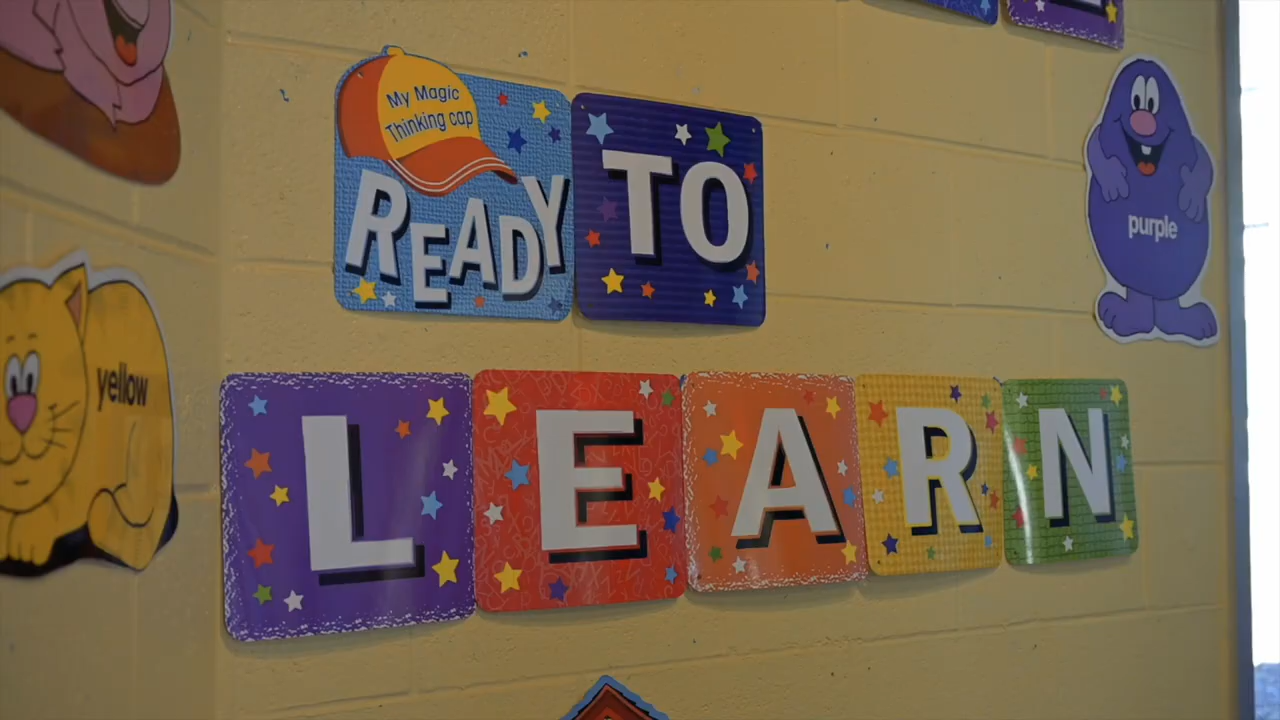 My Magic
Thinking cap
READY TO
purple
yellow
LEARN